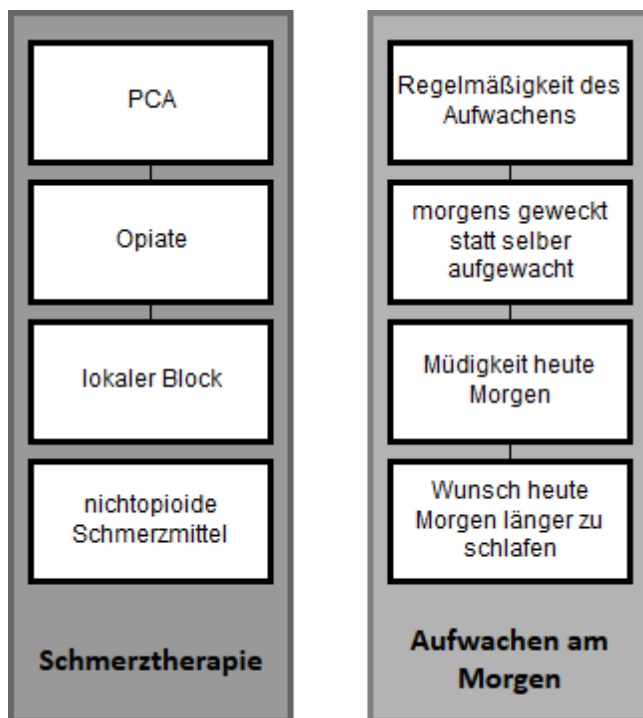 PCA
Opiate
lokaler Block
nichtopioide
Schmerzmittel
Schmerztherapie
Regelmäßigkeit des
Aufwachens
morgens geweckt
statt selber
aufgewacht
Müdigkeit heute
Morgen
Wunsch heute
Morgen länger zu
schlafen
Aufwachen am
Morgen